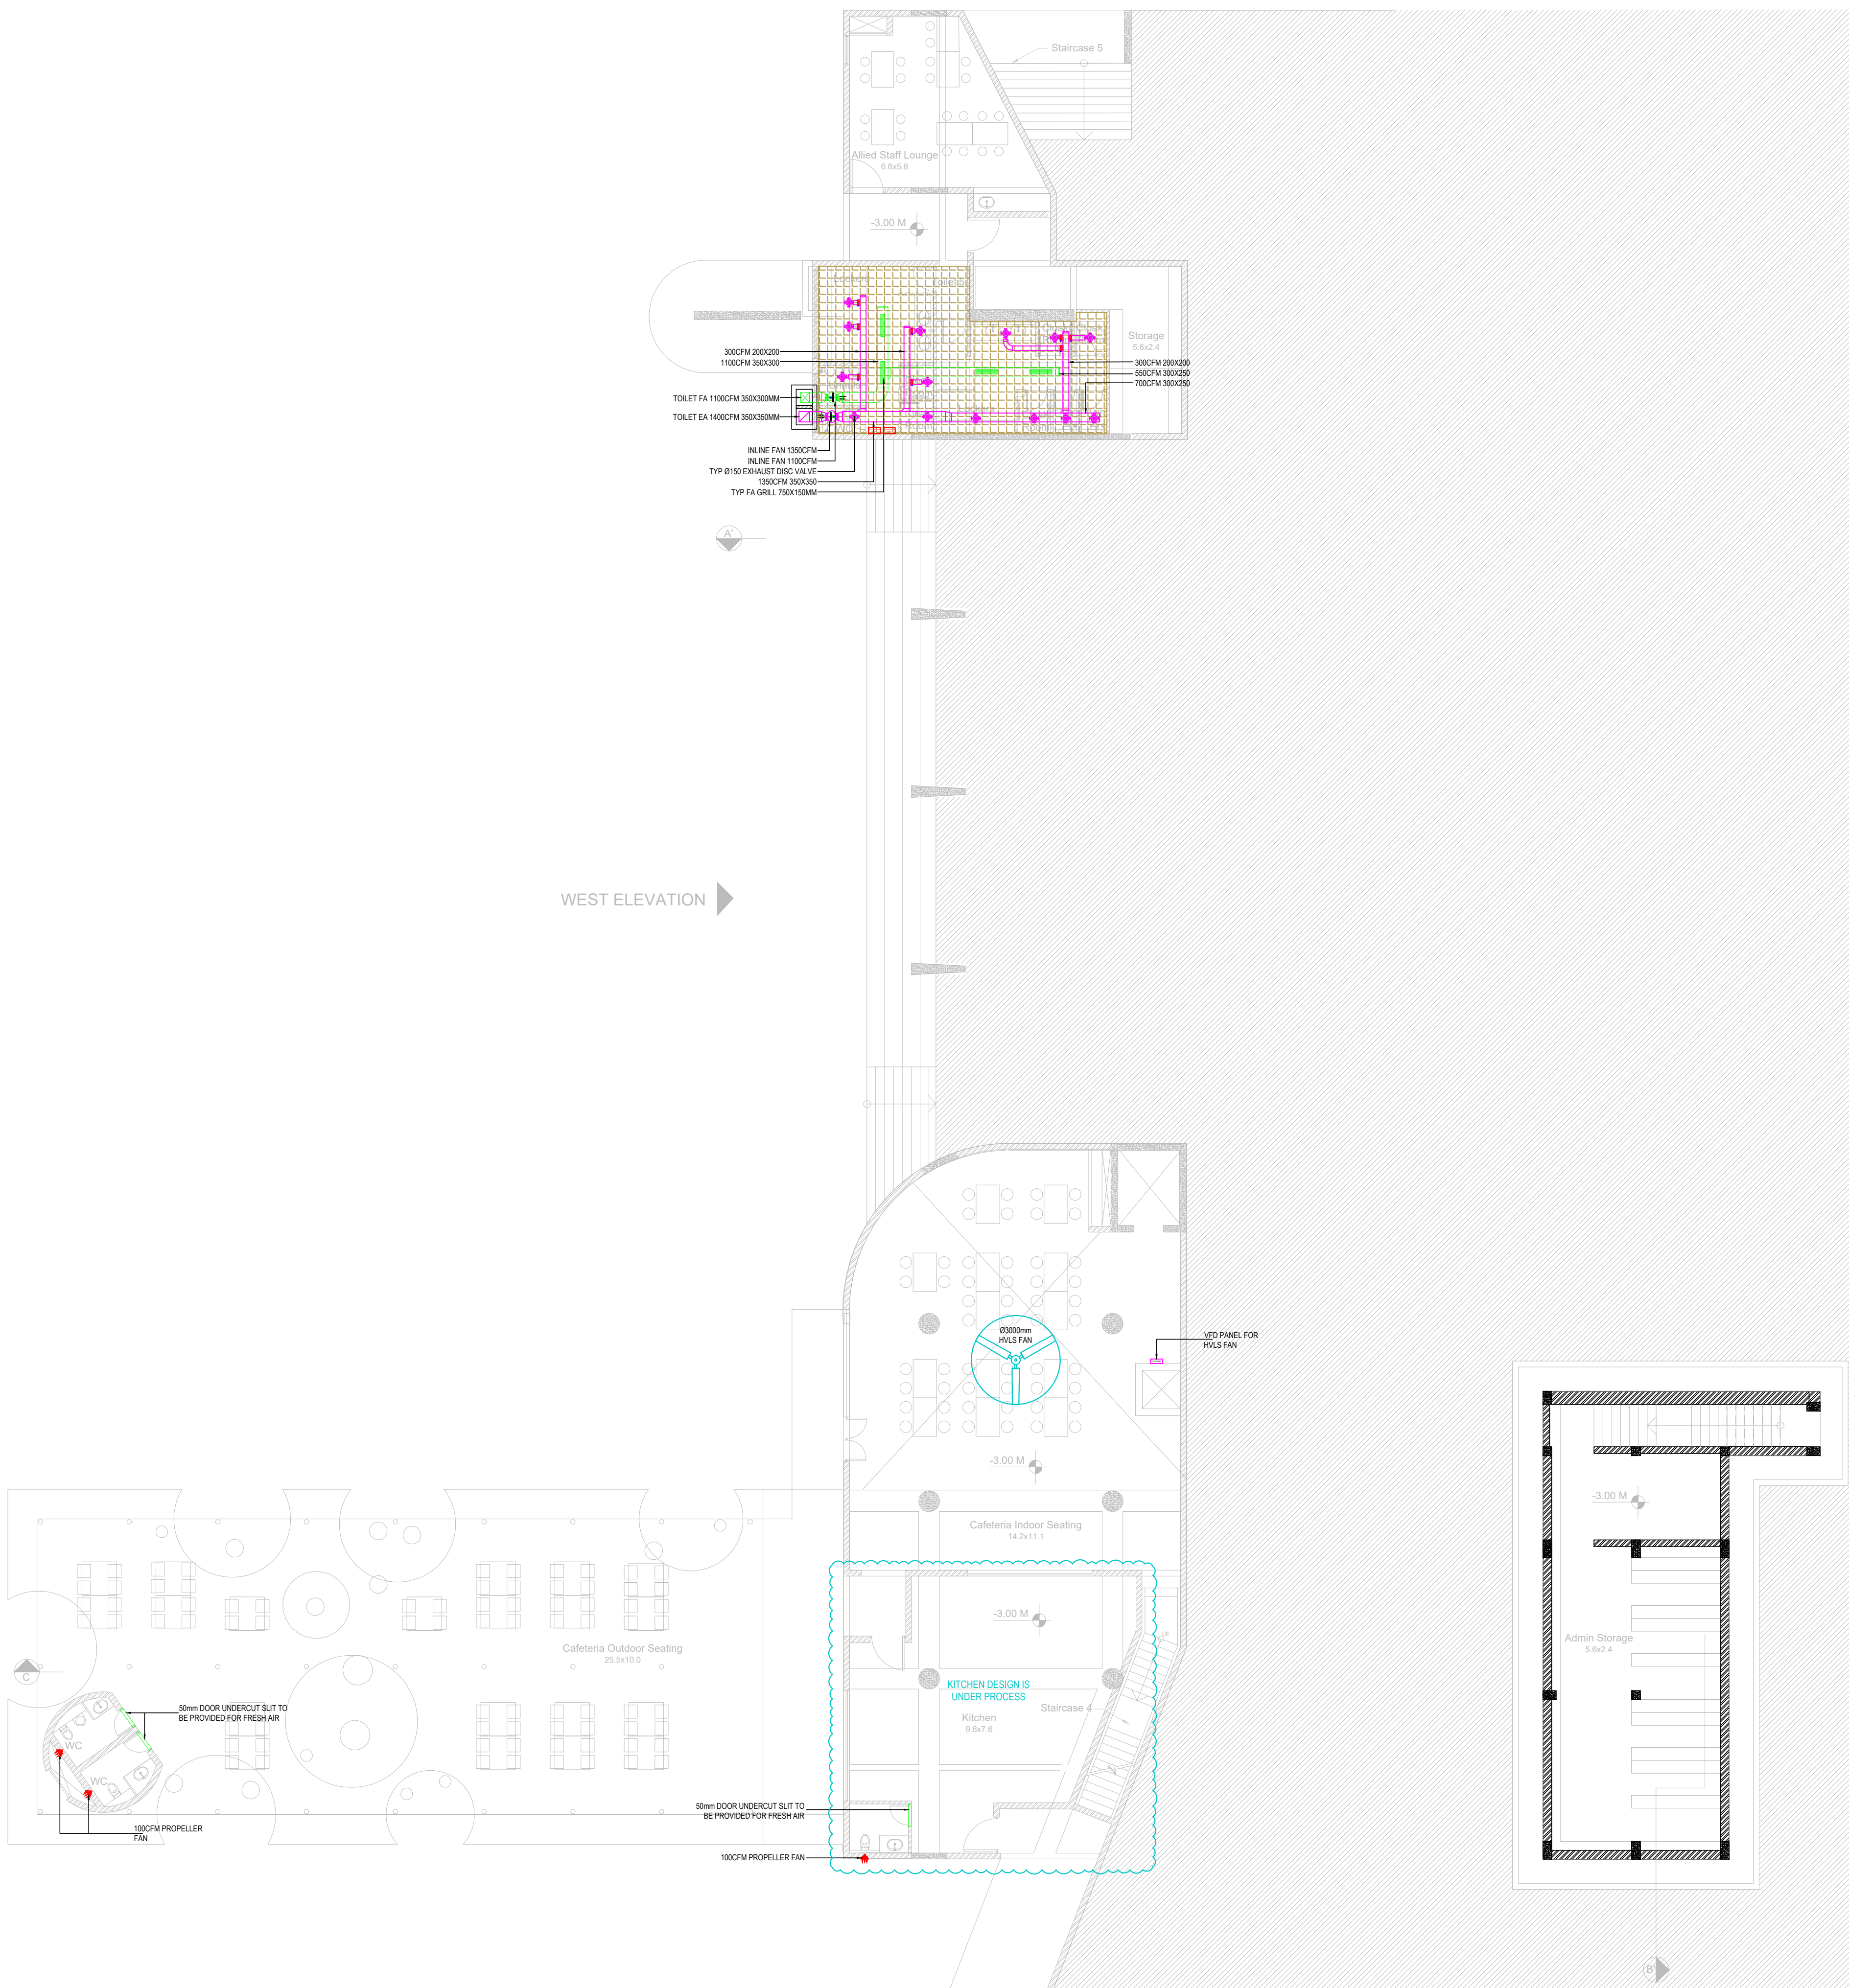 Staircase 5
Allied Staff Lounge
6.6x5.8
-3.00 M
Storage
5.6x2.4
300CFM 200X200
1100CFM 350X300
300CFM 200X200
550CFM 300X250
700CFM 300X250
TOILET FA 1100CFM 350X300MM
TOILET EA 1400CFM 350X350MM
INLINE FAN 1350CFM
INLINE FAN 1100CFM
TYP Ø150 EXHAUST DISC VALVE
1350CFM 350X350
TYP FA GRILL 750X150MM
A'
WEST ELEVATION
Ø3000mm
HVLS FAN
VFD PANEL FOR
HVLS FAN
-3.00 M
Cafeteria Indoor Seating
14.2x11.1
-3.00 M
Admin Storage
5.6x2.4
-3.00 M
Cafeteria Outdoor Seating
25.5x10.0
C
KITCHEN DESIGN IS
UNDER PROCESS
Staircase 4
Kitchen
9.6x7.6
UP
50mm DOOR UNDERCUT SLIT TO
BE PROVIDED FOR FRESH AIR
WC
WC
50mm DOOR UNDERCUT SLIT TO
BE PROVIDED FOR FRESH AIR
100CFM PROPELLER
FAN
100CFM PROPELLER FAN
B'